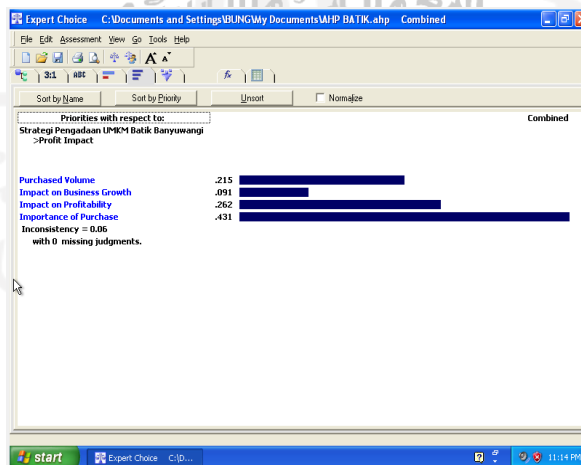 Expert Choice C:\Documents and Settings\BUNG\My Documents\AHP BATIK.ahp Combined
File Edit Assessment View Go Tools Help
3:1 ABC fx
Sort by Name Sort by Priority Unsort Normalize
Priorities with respect to: Combined
Strategi Pengadaan UMKM Batik Banyuwangi
>Profit Impact
Purchased Volume .215
Impact on Business Growth .091
Impact on Profitability .262
Importance of Purchase .431
Inconsistency = 0.06
with 0 missing judgments.
start Expert Choice C:\D... 11:14 PM